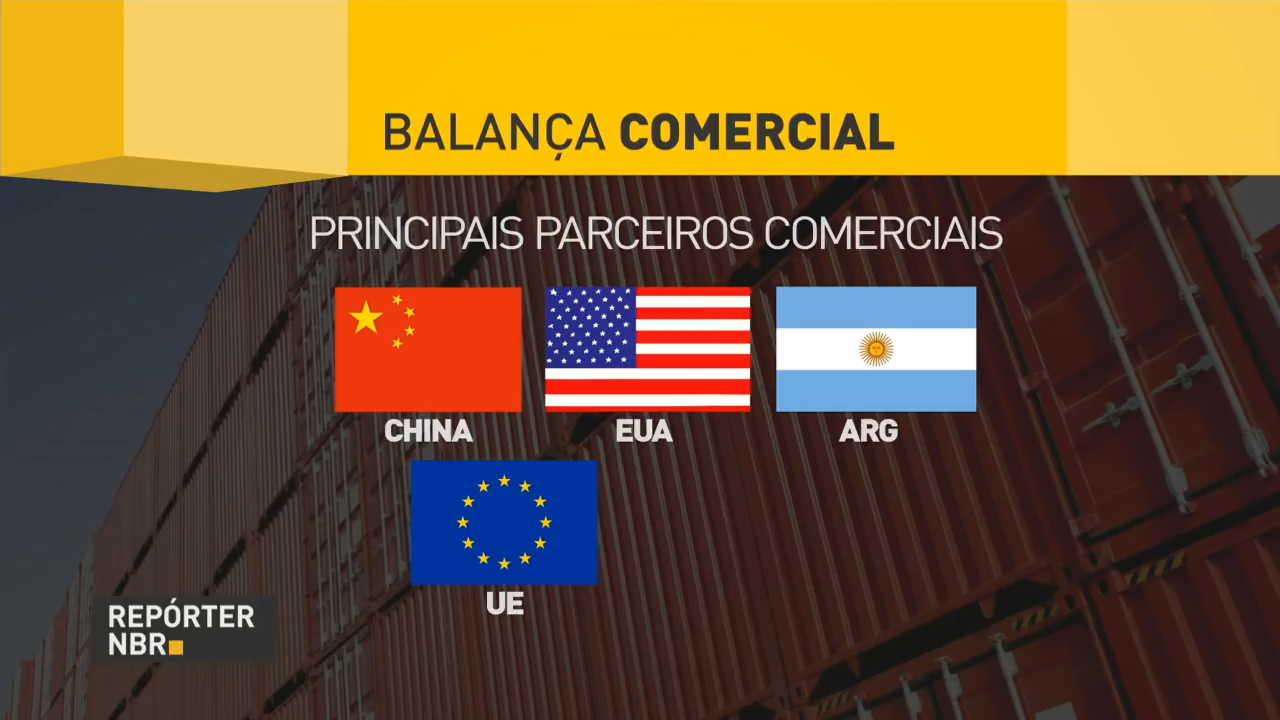 BALANÇA COMERCIAL
PRINCIPAIS PARCEIROS COMERCIAIS
CHINA
EUA
ARG
UE
REPÓRTER
NBR